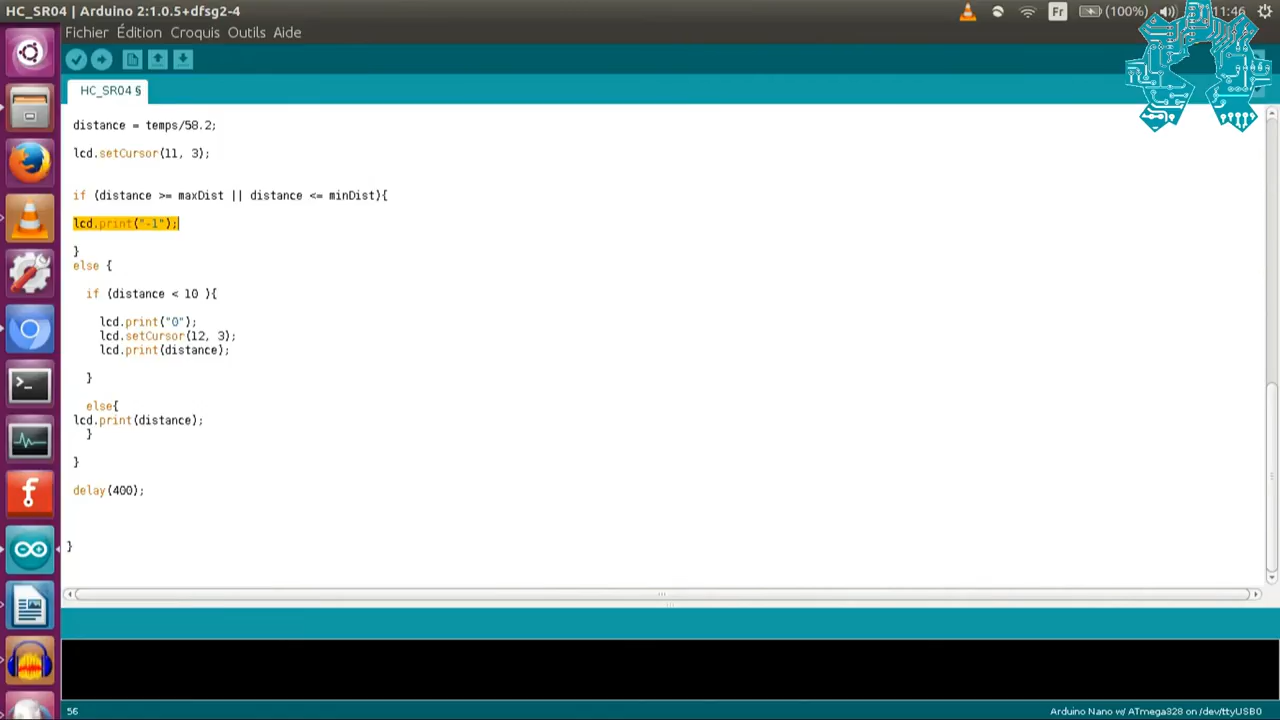 HC_SR04 | Arduino 2:1.0.5+dfsg2-4
Fr (100%) 11:46
Fichier Édition Croquis Outils Aide
HC_SR04 §
distance = temps/58.2;
lcd.setCursor(11, 3);
if (distance >= maxDist || distance <= minDist){
lcd.print("-1");
}
else {
if (distance < 10 ){
lcd.print("0");
lcd.setCursor(12, 3);
lcd.print(distance);
}
else{
lcd.print(distance);
}
}
delay(400);
}
56
Arduino Nano w/ ATmega328 on /dev/ttyUSB0